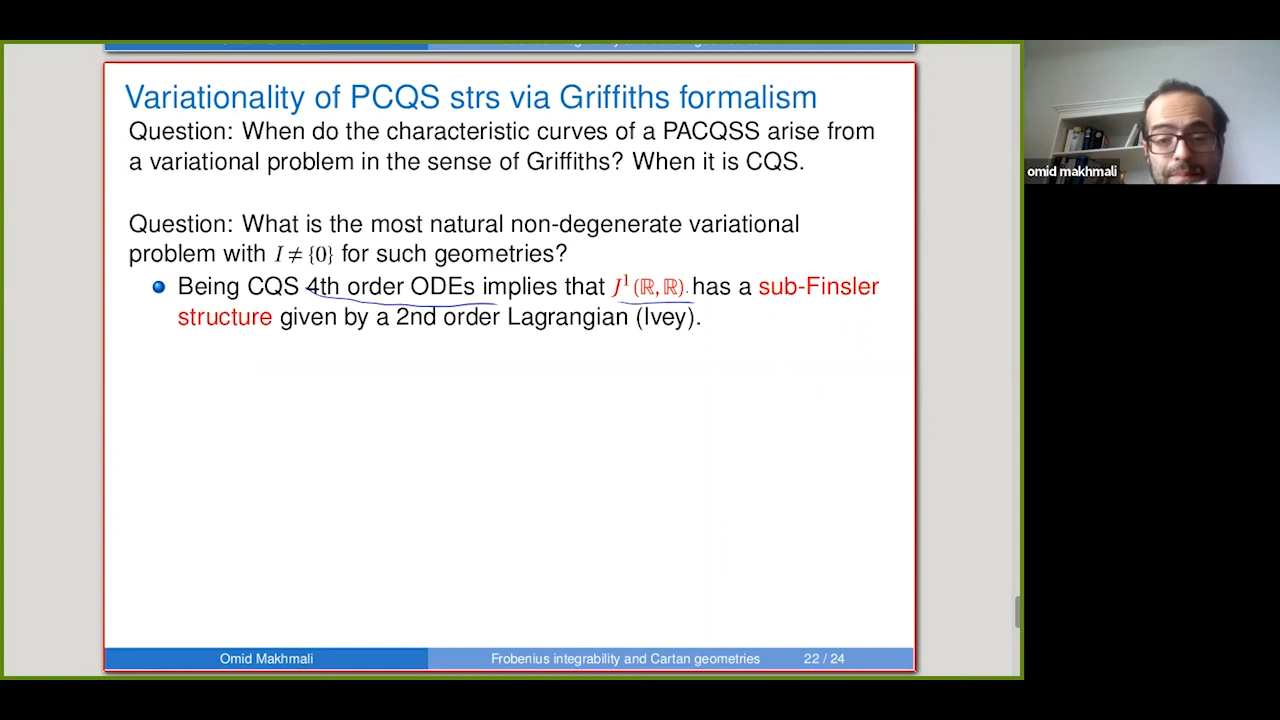 Variationality of PCQS strs via Griffiths formalism
Question: When do the characteristic curves of a PACQSS arise from
a variational problem in the sense of Griffiths? When it is CQS.
Question: What is the most natural non-degenerate variational
problem with I ≠ {0} for such geometries?
Being CQS 4th order ODEs implies that J¹(ℝ, ℝ) has a sub-Finsler
structure given by a 2nd order Lagrangian (Ivey).
Omid Makhmali
Frobenius integrability and Cartan geometries
22 / 24
omid makhmali